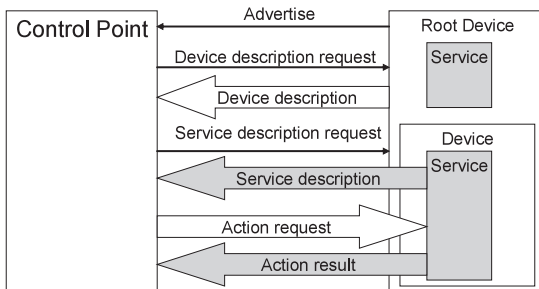 Advertise
Control Point
Root Device
Device description request
Service
Device description
Service description request
Device
Service
Service description
Action request
Action result